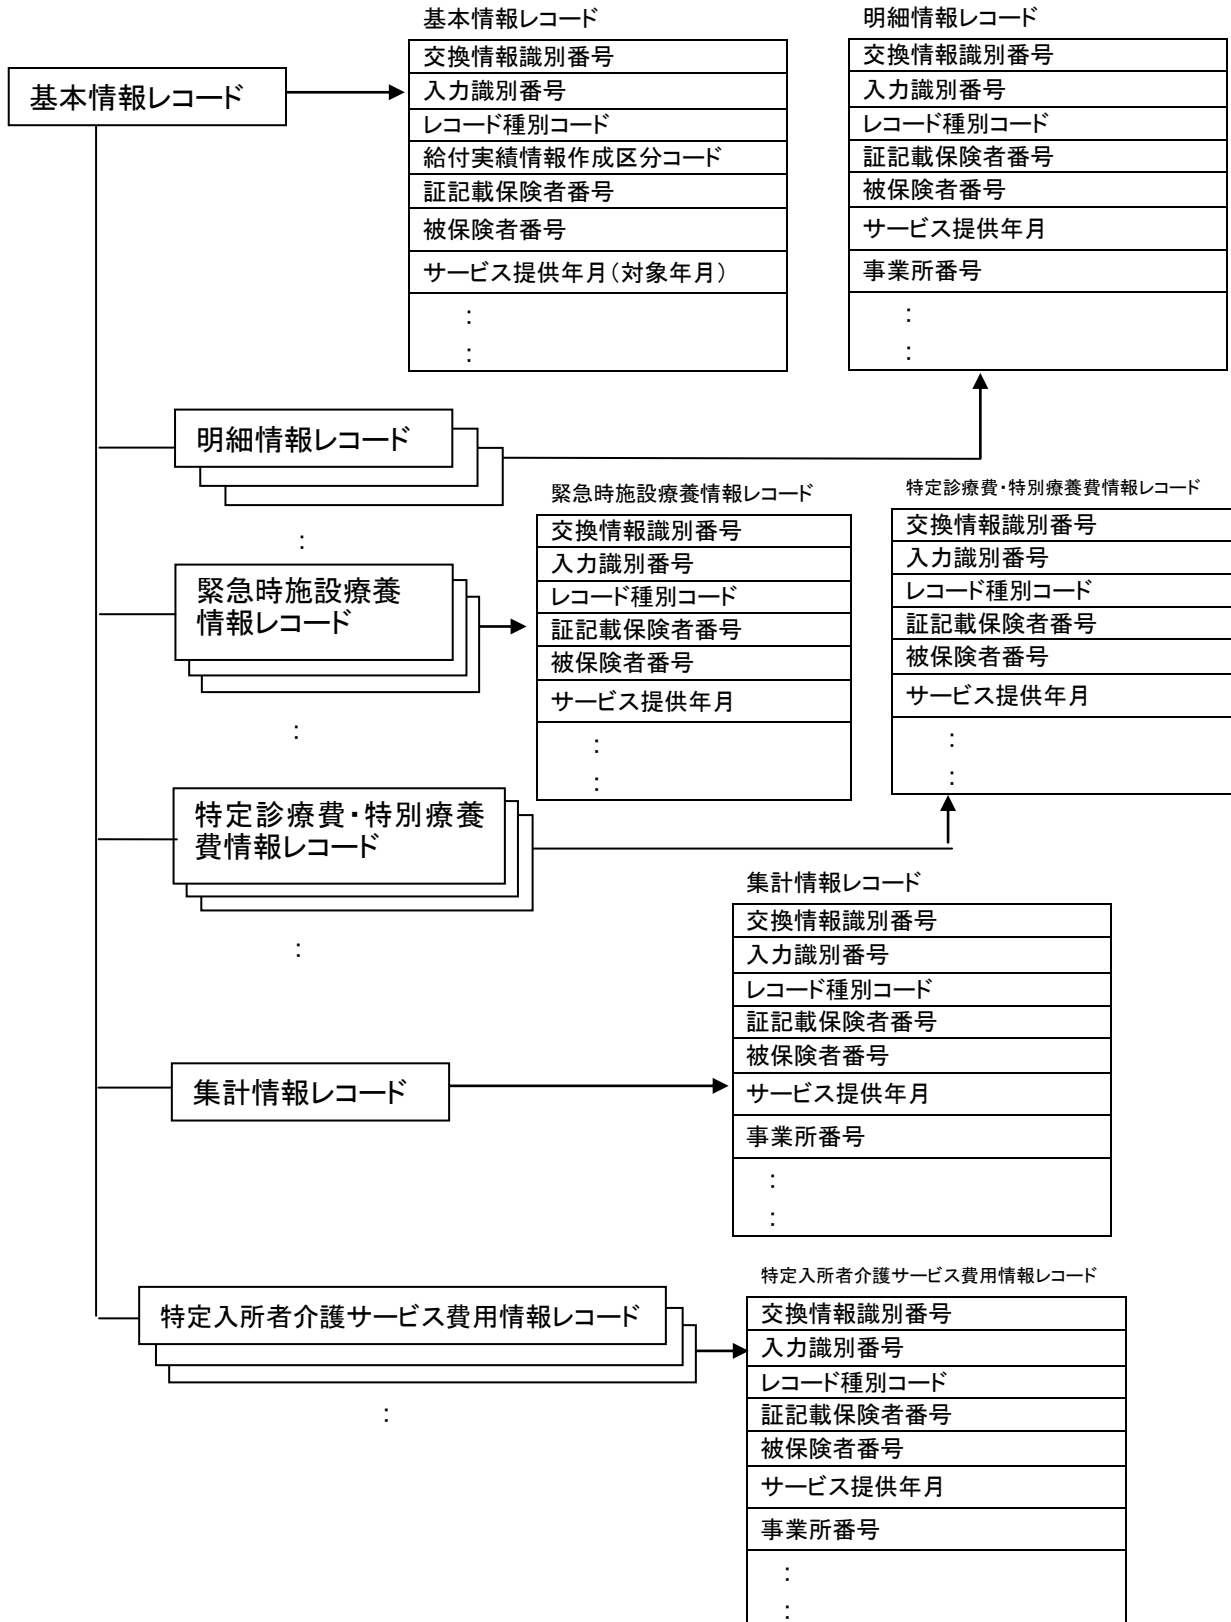 基本情報レコード
基本情報レコード
交換情報識別番号
入力識別番号
レコード種別コード
給付実績情報作成区分コード
証記載保険者番号
被保険者番号
サービス提供年月(対象年月)
:
:
明細情報レコード
交換情報識別番号
入力識別番号
レコード種別コード
証記載保険者番号
被保険者番号
サービス提供年月
事業所番号
:
:
明細情報レコード
:
緊急時施設療養
情報レコード
:
緊急時施設療養情報レコード
交換情報識別番号
入力識別番号
レコード種別コード
証記載保険者番号
被保険者番号
サービス提供年月
:
:
特定診療費・特別療養費情報レコード
交換情報識別番号
入力識別番号
レコード種別コード
証記載保険者番号
被保険者番号
サービス提供年月
:
:
特定診療費・特別療養
費情報レコード
:
集計情報レコード
集計情報レコード
交換情報識別番号
入力識別番号
レコード種別コード
証記載保険者番号
被保険者番号
サービス提供年月
事業所番号
:
:
特定入所者介護サービス費用情報レコード
:
特定入所者介護サービス費用情報レコード
交換情報識別番号
入力識別番号
レコード種別コード
証記載保険者番号
被保険者番号
サービス提供年月
事業所番号
:
: